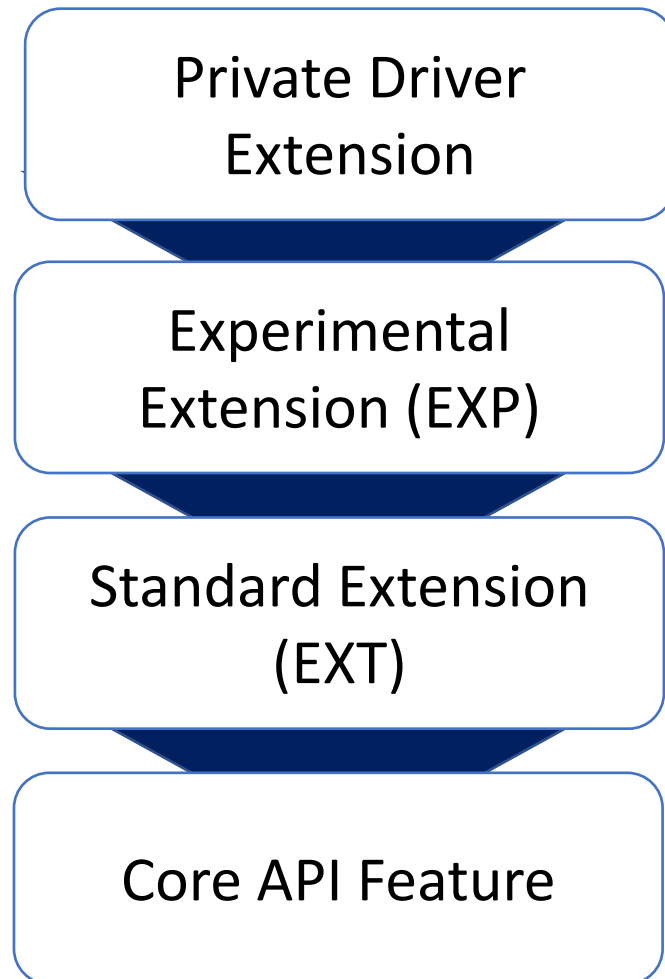 Private Driver
Extension
Experimental
Extension (EXP)
Standard Extension
(EXT)
Core API Feature